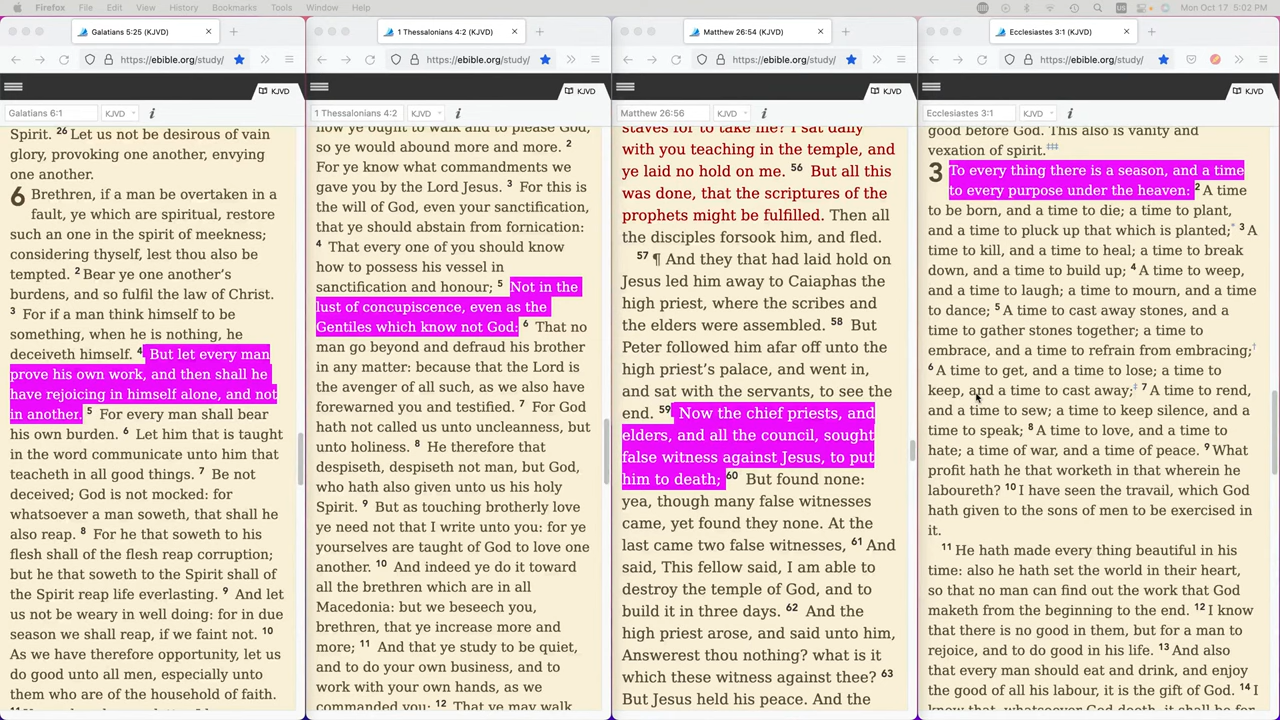 Firefox File Edit View History Bookmarks Tools Window Help Mon Oct 17 5:02 PM
Galatians 5:25 (KJVD)
https://ebible.org/study/
KJVD
Galatians 6:1 KJVD i
Spirit. 26 Let us not be desirous of vain
glory, provoking one another, envying
one another.
6 Brethren, if a man be overtaken in a
fault, ye which are spiritual, restore
such an one in the spirit of meekness;
considering thyself, lest thou also be
tempted. 2 Bear ye one another’s
burdens, and so fulfil the law of Christ.
3 For if a man think himself to be
something, when he is nothing, he
deceiveth himself. 4 But let every man
prove his own work, and then shall he
have rejoicing in himself alone, and not
in another. 5 For every man shall bear
his own burden. 6 Let him that is taught
in the word communicate unto him that
teacheth in all good things. 7 Be not
deceived; God is not mocked: for
whatsoever a man soweth, that shall he
also reap. 8 For he that soweth to his
flesh shall of the flesh reap corruption;
but he that soweth to the Spirit shall of
the Spirit reap life everlasting. 9 And let
us not be weary in well doing: for in due
season we shall reap, if we faint not. 10
As we have therefore opportunity, let us
do good unto all men, especially unto
them who are of the household of faith.
1 Thessalonians 4:2 (KJVD)
https://ebible.org/study/
KJVD
1 Thessalonians 4:2 KJVD i
how ye ought to walk and to please God,
so ye would abound more and more. 2
For ye know what commandments we
gave you by the Lord Jesus. 3 For this is
the will of God, even your sanctification,
that ye should abstain from fornication:
4 That every one of you should know
how to possess his vessel in
sanctification and honour; 5 Not in the
lust of concupiscence, even as the
Gentiles which know not God: 6 That no
man go beyond and defraud his brother
in any matter: because that the Lord is
the avenger of all such, as we also have
forewarned you and testified. 7 For God
hath not called us unto uncleanness, but
unto holiness. 8 He therefore that
despiseth, despiseth not man, but God,
who hath also given unto us his holy
Spirit. 9 But as touching brotherly love
ye need not that I write unto you: for ye
yourselves are taught of God to love one
another. 10 And indeed ye do it toward
all the brethren which are in all
Macedonia: but we beseech you,
brethren, that ye increase more and
more; 11 And that ye study to be quiet,
and to do your own business, and to
work with your own hands, as we
commanded you; 12 That ye may walk
Matthew 26:54 (KJVD)
https://ebible.org/study/
KJVD
Matthew 26:56 KJVD i
staves for to take me? I sat daily
with you teaching in the temple, and
ye laid no hold on me. 56 But all this
was done, that the scriptures of the
prophets might be fulfilled. Then all
the disciples forsook him, and fled.
57 ¶ And they that had laid hold on
Jesus led him away to Caiaphas the
high priest, where the scribes and
the elders were assembled. 58 But
Peter followed him afar off unto the
high priest’s palace, and went in,
and sat with the servants, to see the
end. 59 Now the chief priests, and
elders, and all the council, sought
false witness against Jesus, to put
him to death; 60 But found none:
yea, though many false witnesses
came, yet found they none. At the
last came two false witnesses, 61 And
said, This fellow said, I am able to
destroy the temple of God, and to
build it in three days. 62 And the
high priest arose, and said unto him,
Answerest thou nothing? what is it
which these witness against thee? 63
But Jesus held his peace. And the
Ecclesiastes 3:1 (KJVD)
https://ebible.org/study/
KJVD
Ecclesiastes 3:1 KJVD i
good before God. This also is vanity and
vexation of spirit.‡‡‡
3 To every thing there is a season, and a time
to every purpose under the heaven: 2 A time
to be born, and a time to die; a time to plant,
and a time to pluck up that which is planted;* 3 A
time to kill, and a time to heal; a time to break
down, and a time to build up; 4 A time to weep,
and a time to laugh; a time to mourn, and a time
to dance; 5 A time to cast away stones, and a
time to gather stones together; a time to
embrace, and a time to refrain from embracing;†
6 A time to get, and a time to lose; a time to
keep, and a time to cast away;‡ 7 A time to rend,
and a time to sew; a time to keep silence, and a
time to speak; 8 A time to love, and a time to
hate; a time of war, and a time of peace. 9 What
profit hath he that worketh in that wherein he
laboureth? 10 I have seen the travail, which God
hath given to the sons of men to be exercised in
it.
11 He hath made every thing beautiful in his
time: also he hath set the world in their heart,
so that no man can find out the work that God
maketh from the beginning to the end. 12 I know
that there is no good in them, but for a man to
rejoice, and to do good in his life. 13 And also
that every man should eat and drink, and enjoy
the good of all his labour, it is the gift of God. 14 I
know that, whatsoever God doeth, it shall be for